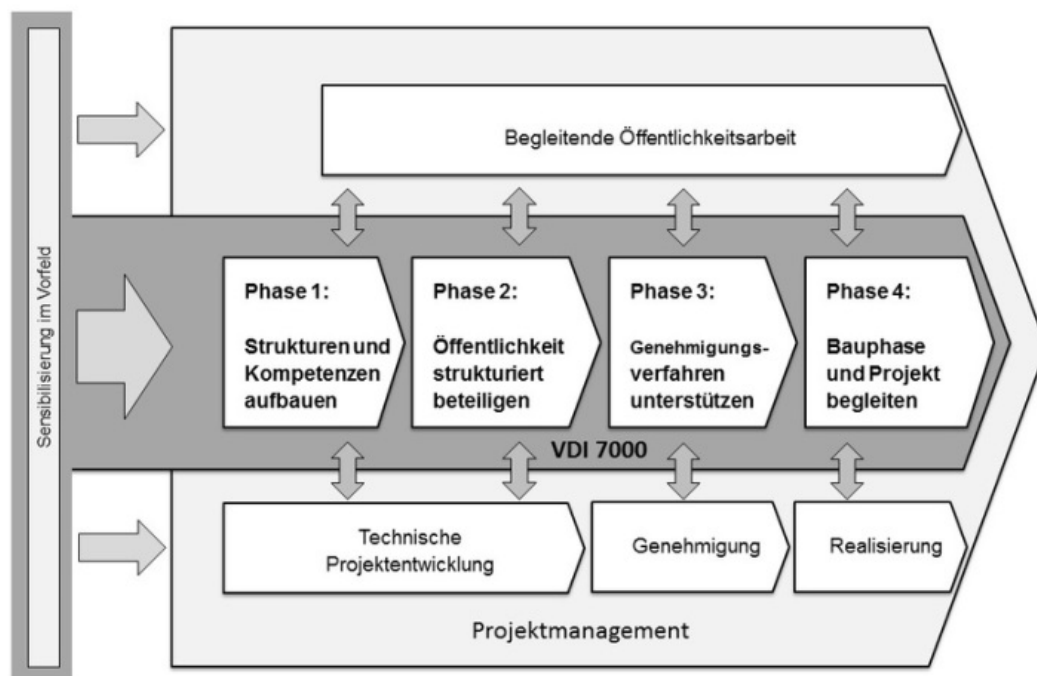 Sensibilisierung im Vorfeld
Begleitende Öffentlichkeitsarbeit
Phase 1:
Strukturen und
Kompetenzen
aufbauen
Phase 2:
Öffentlichkeit
strukturiert
beteiligen
Phase 3:
Genehmigungs-
verfahren
unterstützen
Phase 4:
Bauphase
und Projekt
begleiten
VDI 7000
Technische
Projektentwicklung
Genehmigung
Realisierung
Projektmanagement